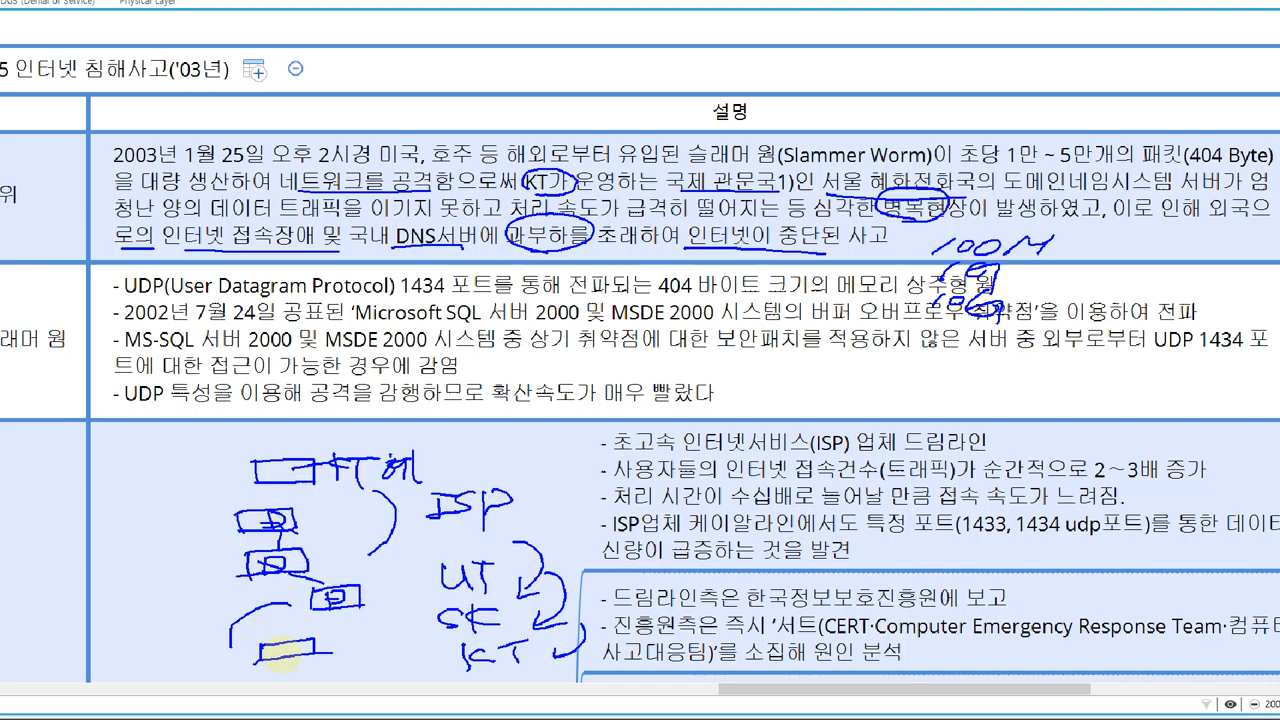 DoS (Denial of Service) Physical Layer
5 인터넷 침해사고('03년)
설명
2003년 1월 25일 오후 2시경 미국, 호주 등 해외로부터 유입된 슬래머 웜(Slammer Worm)이 초당 1만 ~ 5만개의 패킷(404 Byte)
위
을 대량 생산하여 네트워크를 공격함으로써 KT가 운영하는 국제 관문국1)인 서울 혜화전화국의 도메인네임시스템 서버가 엄
청난 양의 데이터 트래픽을 이기지 못하고 처리 속도가 급격히 떨어지는 등 심각한 병목현상이 발생하였고, 이로 인해 외국으
로의 인터넷 접속장애 및 국내 DNS서버에 과부하를 초래하여 인터넷이 중단된 사고
100M
- UDP(User Datagram Protocol) 1434 포트를 통해 전파되는 404 바이트 크기의 메모리 상주형 웜
- 2002년 7월 24일 공표된 ‘Microsoft SQL 서버 2000 및 MSDE 2000 시스템의 버퍼 오버프로우 취약점’을 이용하여 전파
래머 웜
- MS-SQL 서버 2000 및 MSDE 2000 시스템 중 상기 취약점에 대한 보안패치를 적용하지 않은 서버 중 외부로부터 UDP 1434 포
트에 대한 접근이 가능한 경우에 감염
- UDP 특성을 이용해 공격을 감행하므로 확산속도가 매우 빨랐다
- 초고속 인터넷서비스(ISP) 업체 드림라인
- 사용자들의 인터넷 접속건수(트래픽)가 순간적으로 2～3배 증가
- 처리 시간이 수십배로 늘어날 만큼 접속 속도가 느려짐.
- ISP업체 케이알라인에서도 특정 포트(1433, 1434 udp포트)를 통한 데이터
신량이 급증하는 것을 발견
KT 혜
ISP
UT
SK
KT
- 드림라인측은 한국정보보호진흥원에 보고
- 진흥원측은 즉시 ‘서트(CERT·Computer Emergency Response Team·컴퓨터
사고대응팀)’를 소집해 원인 분석
200